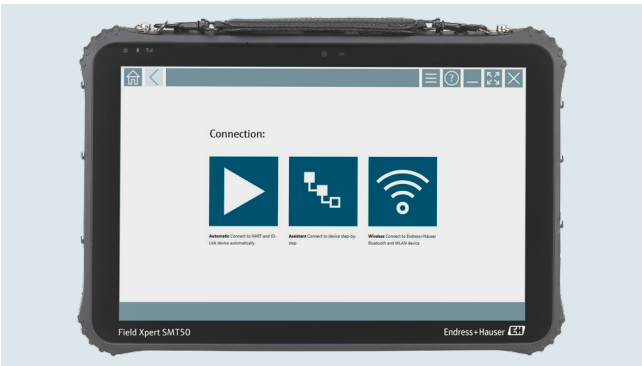 Connection:
Automatic Connect to HART and IO-
Link device automatically
Assistant Connect to device step-by-
step
Wireless Connect to Endress+Hauser
Bluetooth and WLAN device
Field Xpert SMT50
Endress+Hauser EH